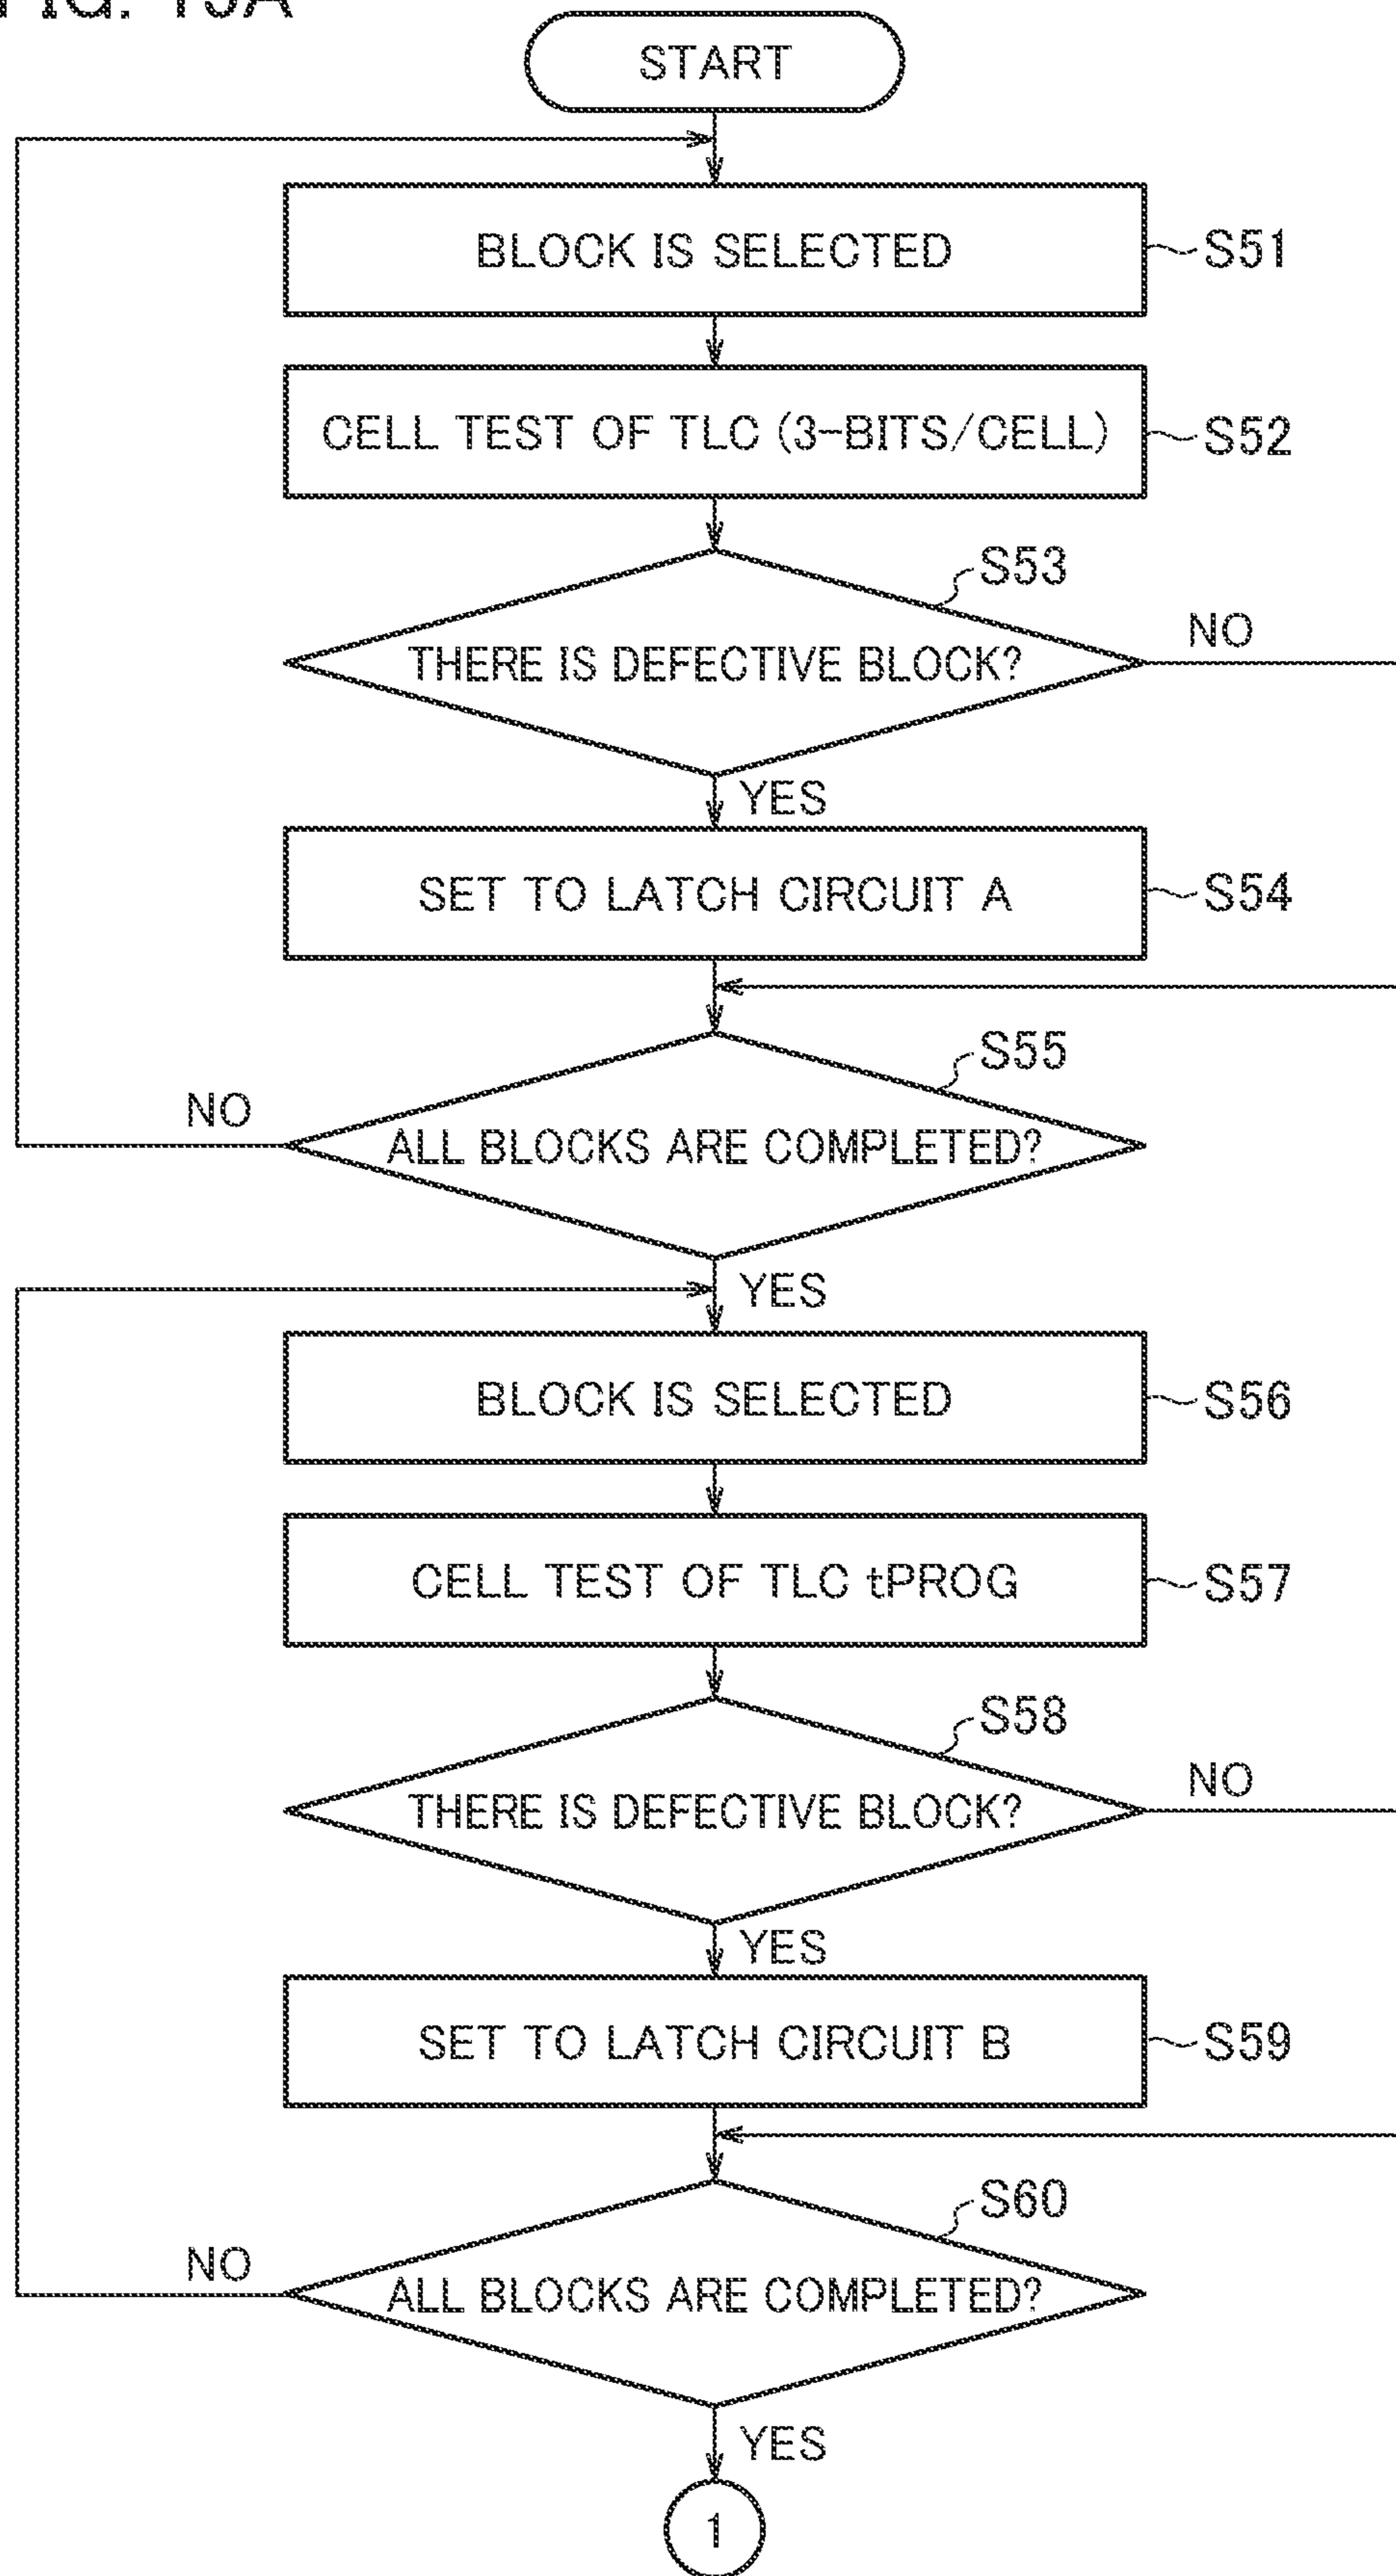 START
BLOCK IS SELECTED
S51
CELL TEST OF TLC (3-BITS/CELL)
S52
S53
THERE IS DEFECTIVE BLOCK?
NO
YES
SET TO LATCH CIRCUIT A
S54
S55
NO
ALL BLOCKS ARE COMPLETED?
YES
BLOCK IS SELECTED
S56
CELL TEST OF TLC tPROG
S57
S58
THERE IS DEFECTIVE BLOCK?
NO
YES
SET TO LATCH CIRCUIT B
S59
S60
NO
ALL BLOCKS ARE COMPLETED?
YES
1